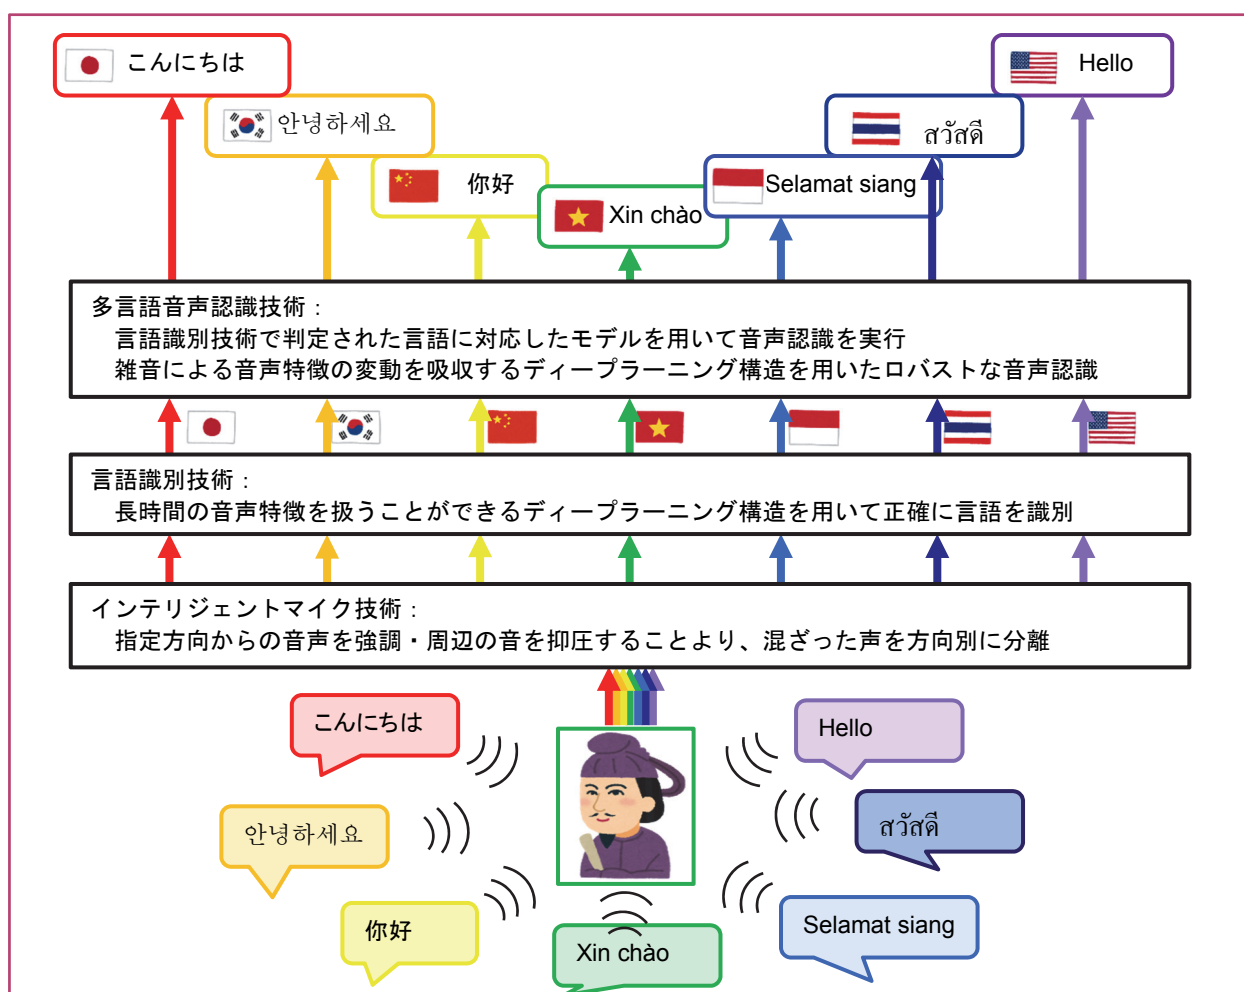 こんにちは
Hello
안녕하세요
สวัสดี
你好
Selamat siang
Xin chào
多言語音声認識技術：
言語識別技術で判定された言語に対応したモデルを用いて音声認識を実行
雑音による音声特徴の変動を吸収するディープラーニング構造を用いたロバストな音声認識
言語識別技術：
長時間の音声特徴を扱うことができるディープラーニング構造を用いて正確に言語を識別
インテリジェントマイク技術：
指定方向からの音声を強調・周辺の音を抑圧することより、混ざった声を方向別に分離
こんにちは
Hello
안녕하세요
สวัสดี
你好
Selamat siang
Xin chào